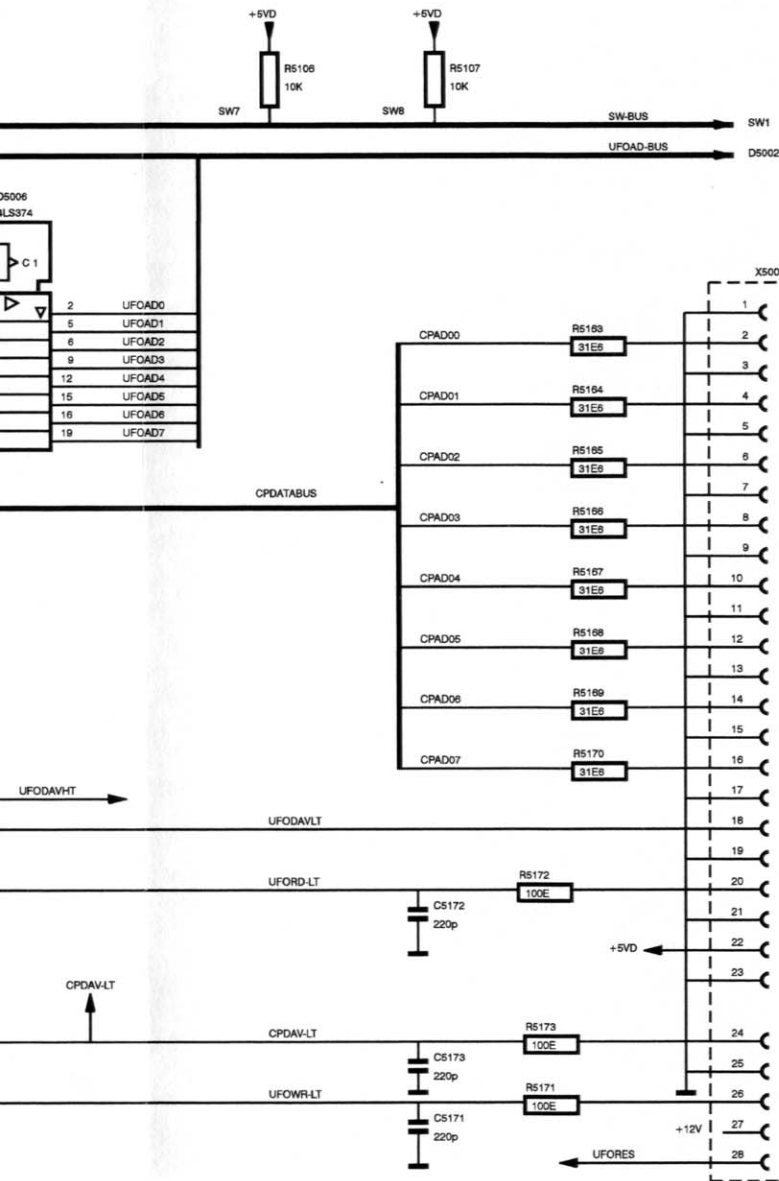 +5VD +5VD
R5106 R5107
10K 10K
SW7 SW8 SW-BUS SW1
UFOAD-BUS D5002
D5006
LS374
C 1
X500
2 UFOAD0
5 UFOAD1
6 UFOAD2
9 UFOAD3
12 UFOAD4
15 UFOAD5
16 UFOAD6
19 UFOAD7
1
CPAD00 R5163 2
31E6
3
CPAD01 R5164 4
31E6
5
CPAD02 R5165 6
31E6
7
CPDATABUS
CPAD03 R5166 8
31E6
9
CPAD04 R5167 10
31E6
11
CPAD05 R5168 12
31E6
13
CPAD06 R5169 14
31E6
15
CPAD07 R5170 16
31E6
UFODAVHT 17
UFODAVLT 18
19
UFORD-LT R5172 20
100E
C5172
220p
21
+5VD 22
23
CPDAV-LT
CPDAV-LT R5173 24
100E
C5173
220p
25
UFOWR-LT R5171 26
100E
C5171
220p
+12V 27
UFORES 28